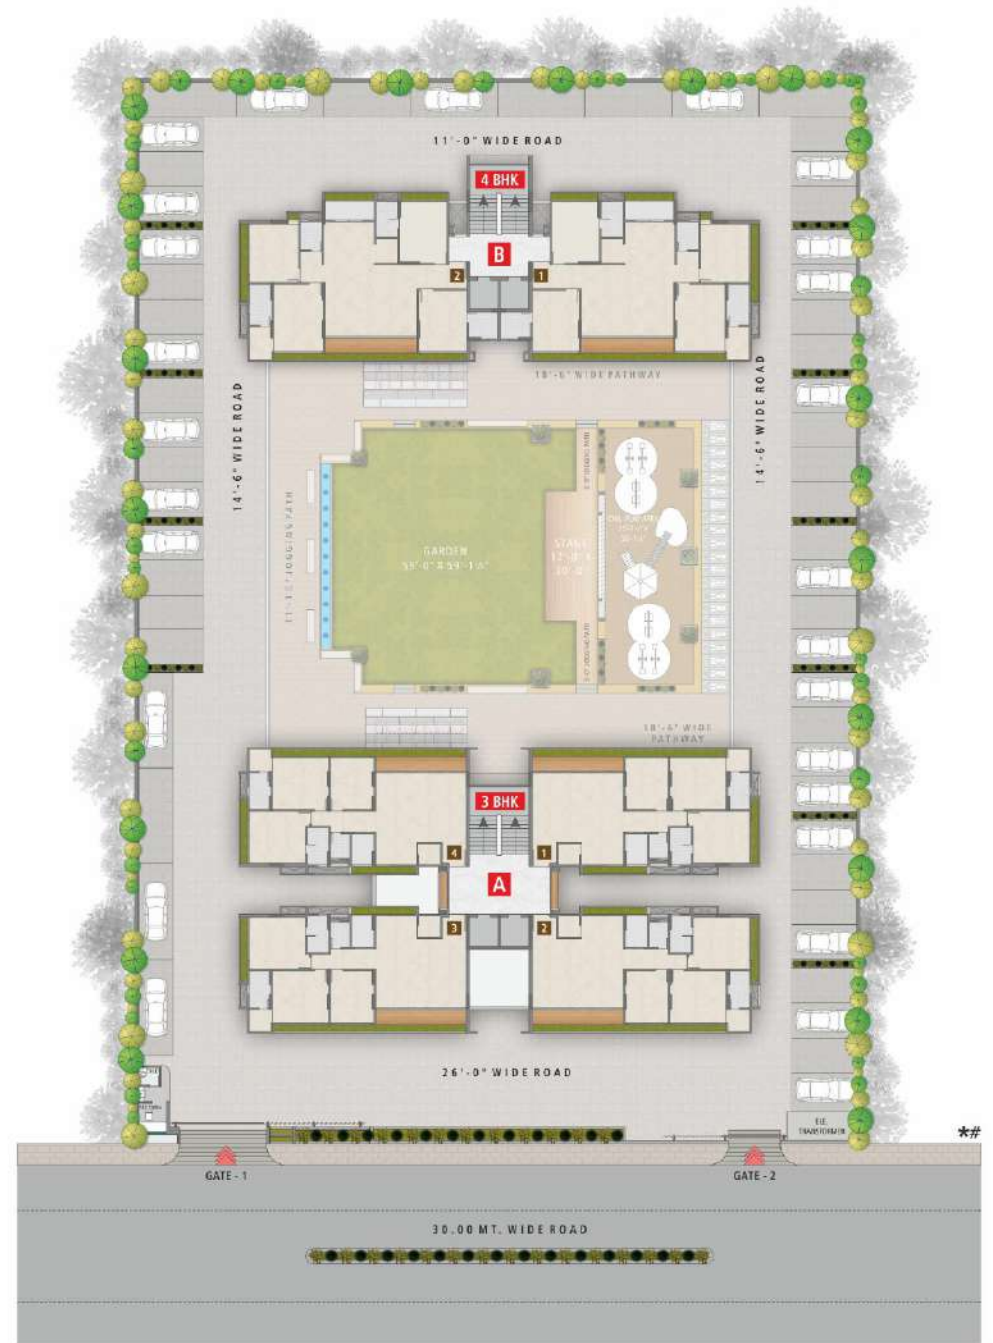 11'-0" WIDE ROAD
4 BHK
B
2
1
18'-6" WIDE PATHWAY
14'-6" WIDE ROAD
14'-6" WIDE ROAD
GARDEN
STAGE
18'-6" WIDE
PATHWAY
3 BHK
4
1
A
3
2
26'-0" WIDE ROAD
ELE.
TRANSFORMER
*#
GATE - 1
GATE - 2
30.00 MT. WIDE ROAD